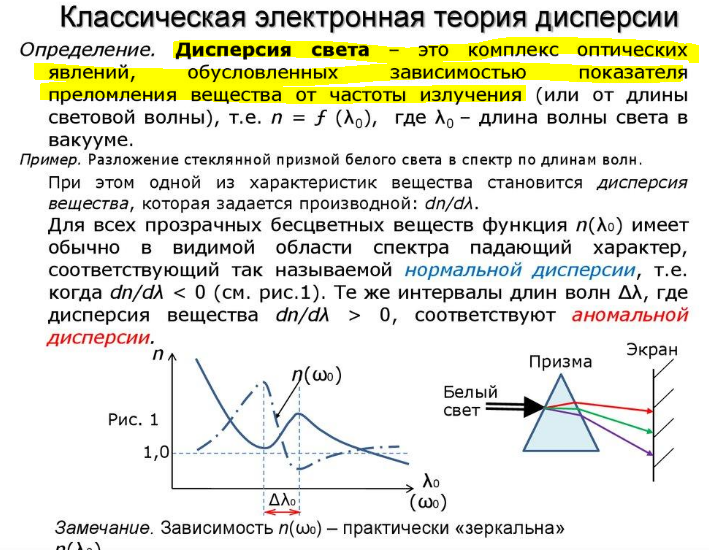 Классическая электронная теория дисперсии
Определение. Дисперсия света – это комплекс оптических
явлений, обусловленных зависимостью показателя
преломления вещества от частоты излучения (или от длины
световой волны), т.е. n = ƒ (λ₀), где λ₀ – длина волны света в
вакууме.
Пример. Разложение стеклянной призмой белого света в спектр по длинам волн.
При этом одной из характеристик вещества становится дисперсия
вещества, которая задается производной: dn/dλ.
Для всех прозрачных бесцветных веществ функция n(λ₀) имеет
обычно в видимой области спектра падающий характер,
соответствующий так называемой нормальной дисперсии, т.е.
когда dn/dλ < 0 (см. рис.1). Те же интервалы длин волн Δλ, где
дисперсия вещества dn/dλ > 0, соответствуют аномальной
дисперсии.
n
n(ω₀)
Рис. 1
1,0
Δλ₀
λ₀
(ω₀)
Призма
Экран
Белый
свет
Замечание. Зависимость n(ω₀) – практически «зеркальна»
n(λ₀)